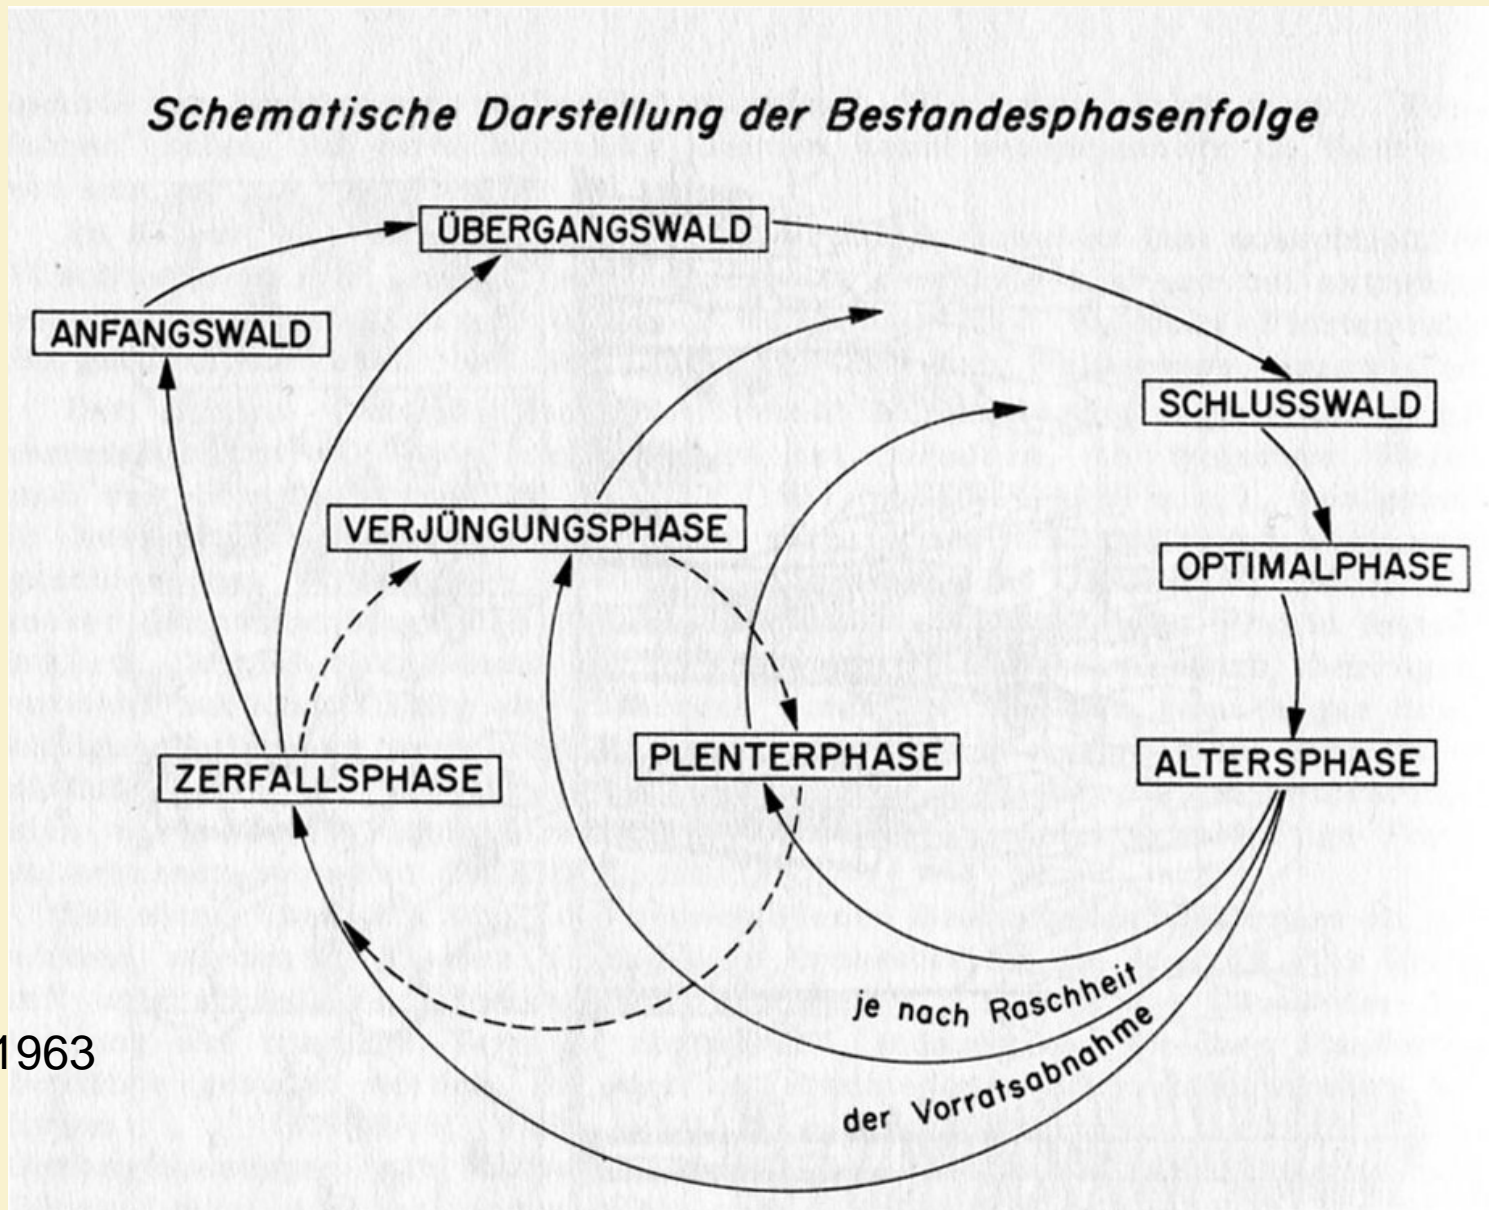 Schematische Darstellung der Bestandesphasenfolge
ÜBERGANGSWALD
ANFANGSWALD
SCHLUSSWALD
VERJÜNGUNGSPHASE
OPTIMALPHASE
PLENTERPHASE
ALTERSPHASE
ZERFALLSPHASE
je nach Raschheit
der Vorratsabnahme
1963